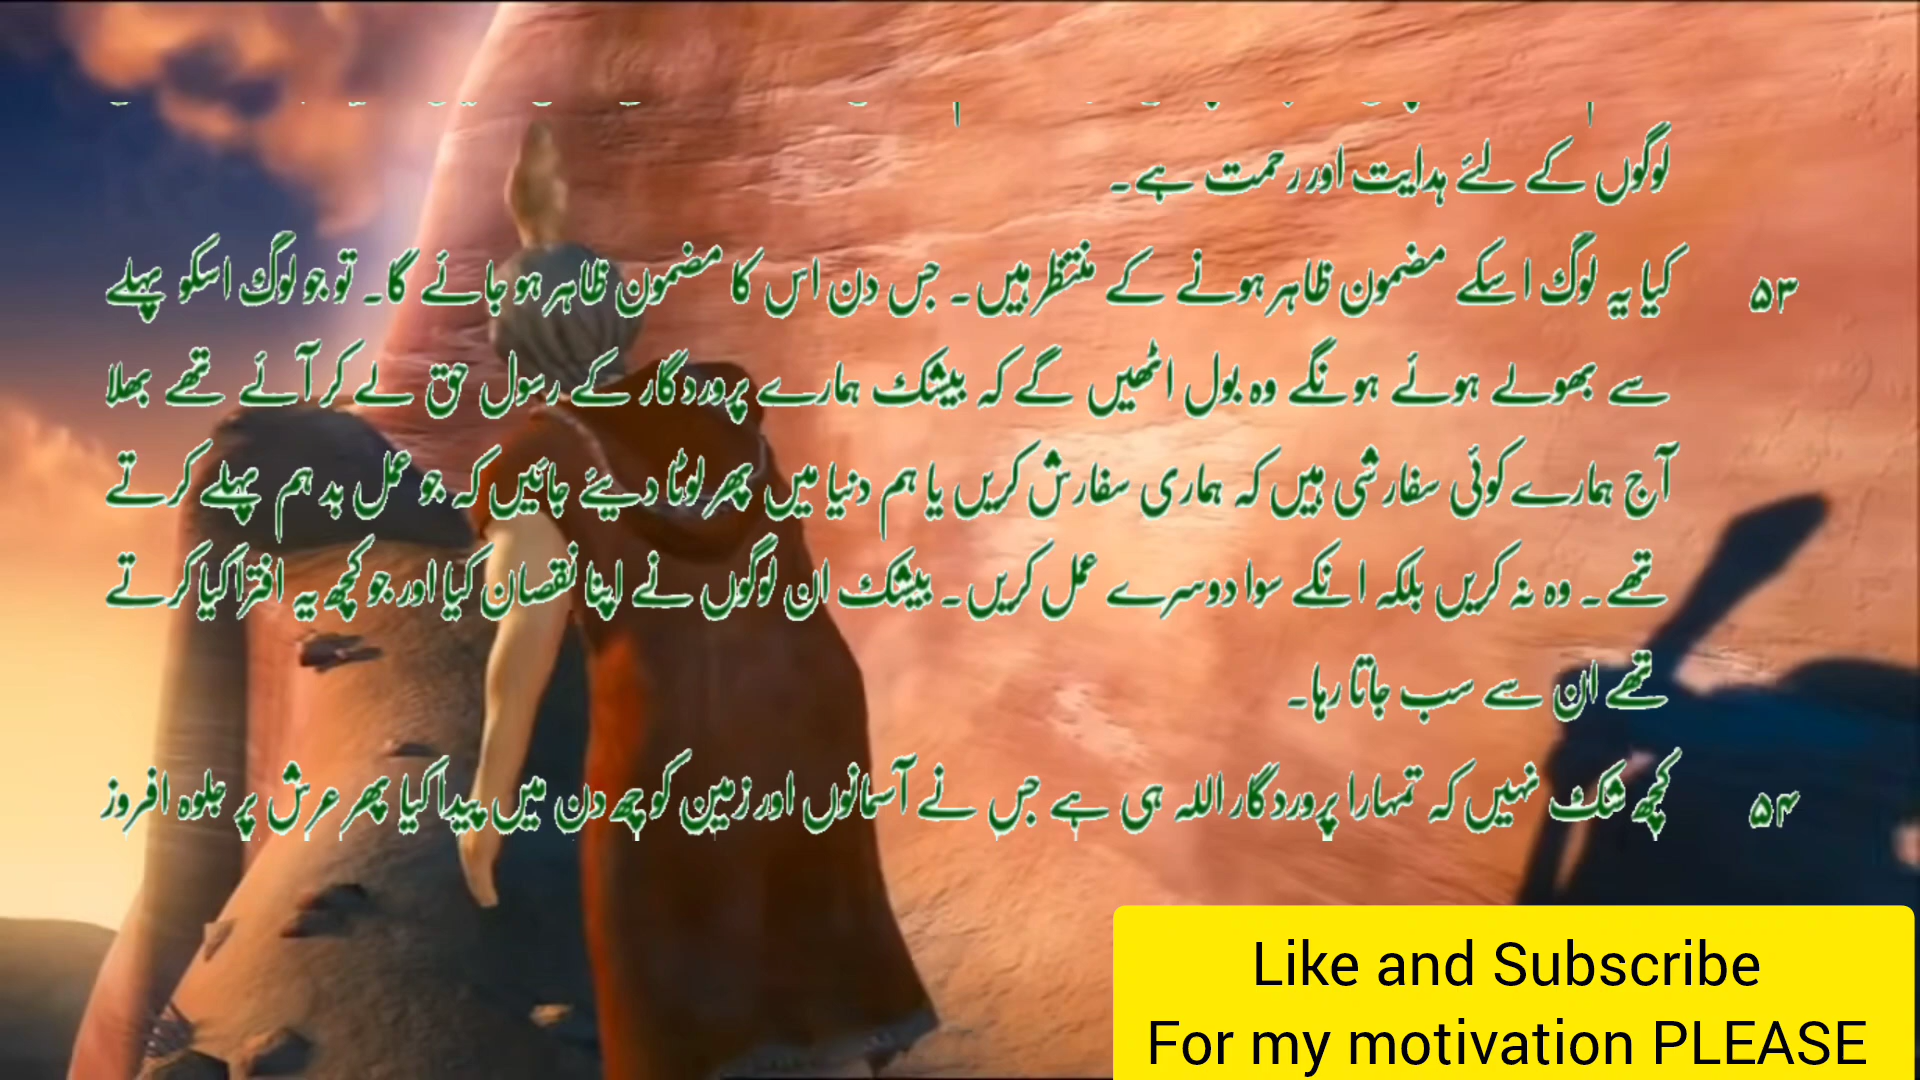 لوگوں کے لئے ہدایت اور رحمت ہے۔
۵۳ کیا یہ لوگ اسکے مضمون ظاہر ہونے کے منتظر ہیں۔ جس دن اس کا مضمون ظاہر ہو جائے گا۔ تو جو لوگ اسکو پہلے
سے بھولے ہوئے ہونگے وہ بول اٹھیں گے کہ بیشک ہمارے پروردگار کے رسول حق لے کر آئے تھے بھلا
آج ہمارے کوئی سفارشی ہیں کہ ہماری سفارش کریں یا ہم دنیا میں پھر لوٹا دیئے جائیں کہ جو عمل بد ہم پہلے کرتے
تھے۔ وہ نہ کریں بلکہ انکے سوا دوسرے عمل کریں۔ بیشک ان لوگوں نے اپنا نقصان کیا اور جو کچھ یہ افترا کیا کرتے
تھے ان سے سب جاتا رہا۔
۵۴ کچھ شک نہیں کہ تمہارا پروردگار اللہ ہی ہے جس نے آسمانوں اور زمین کو چھ دن میں پیدا کیا پھر عرش پر جلوہ افروز
Like and Subscribe
For my motivation PLEASE